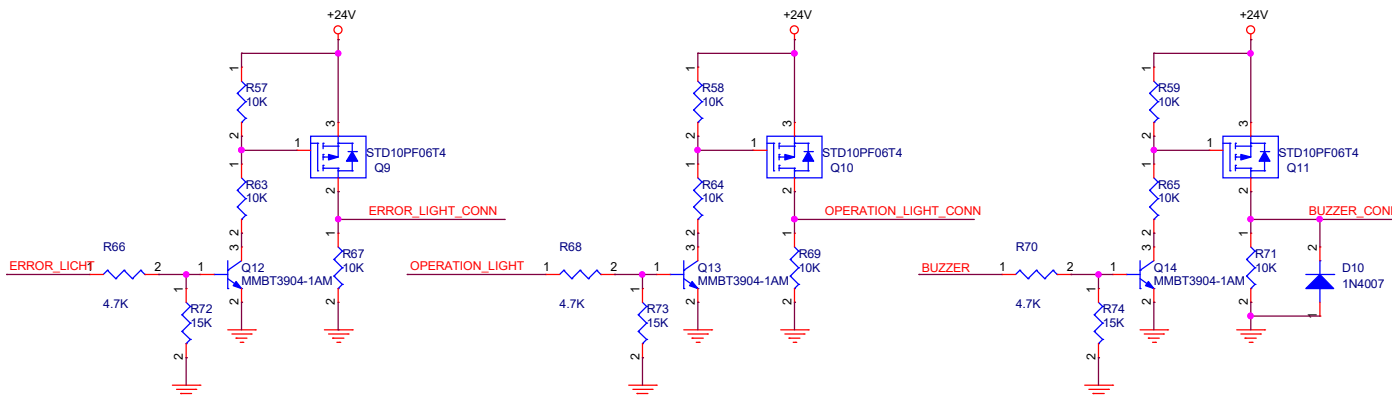 +24V
+24V
+24V
1
R57
10K
2
3
1
STD10PF06T4
Q9
2
1
R63
10K
2
ERROR_LIGHT_CONN
R66
ERROR_LICHT
1
2
4.7K
1
3
Q12
MMBT3904-1AM
2
1
R67
10K
2
1
R72
15K
2
1
R58
10K
2
3
1
STD10PF06T4
Q10
2
1
R64
10K
2
OPERATION_LIGHT_CONN
R68
OPERATION_LIGHT
1
2
4.7K
1
3
Q13
MMBT3904-1AM
2
1
R69
10K
2
1
R73
15K
2
1
R59
10K
2
3
1
STD10PF06T4
Q11
2
1
R65
10K
2
BUZZER_CONN
R70
BUZZER
1
2
4.7K
1
3
Q14
MMBT3904-1AM
2
1
R71
10K
2
2
D10
1N4007
1
1
R74
15K
2